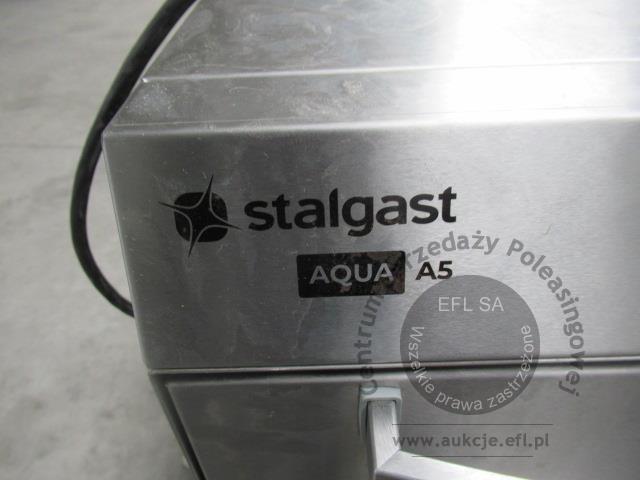 stalgast
AQUA A5
Centrum Sprzedaży Poleasingowej
EFL SA
Wszelkie prawa zastrzeżone
www.aukcje.efl.pl